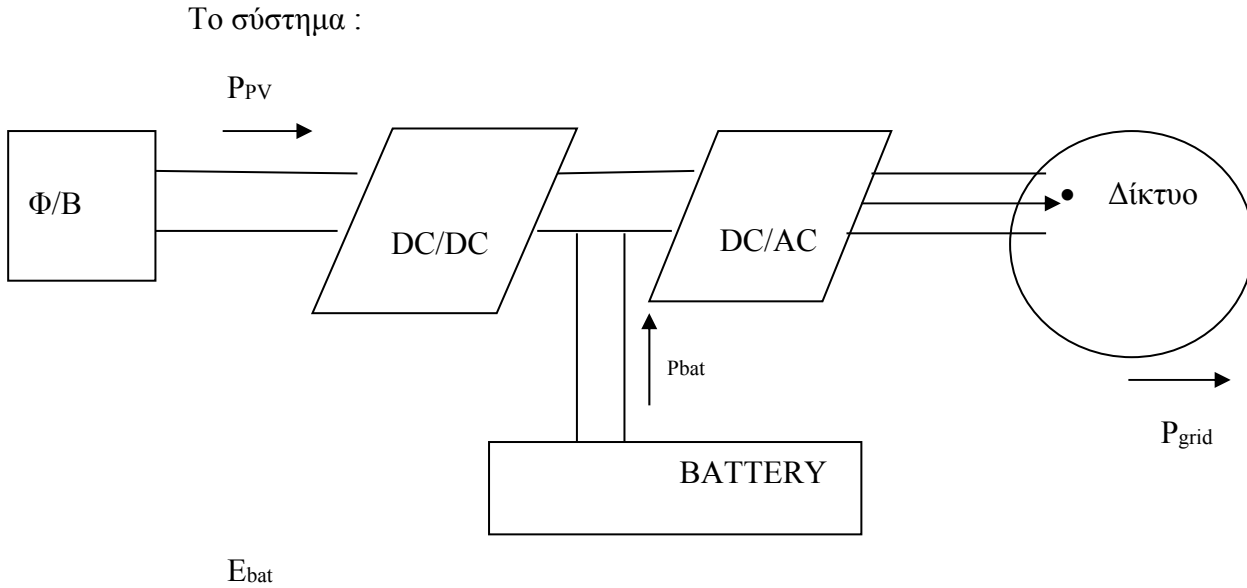 Το σύστημα :
PPV
Φ/Β
DC/DC
DC/AC
Δίκτυο
Pbat
Pgrid
BATTERY
Ebat